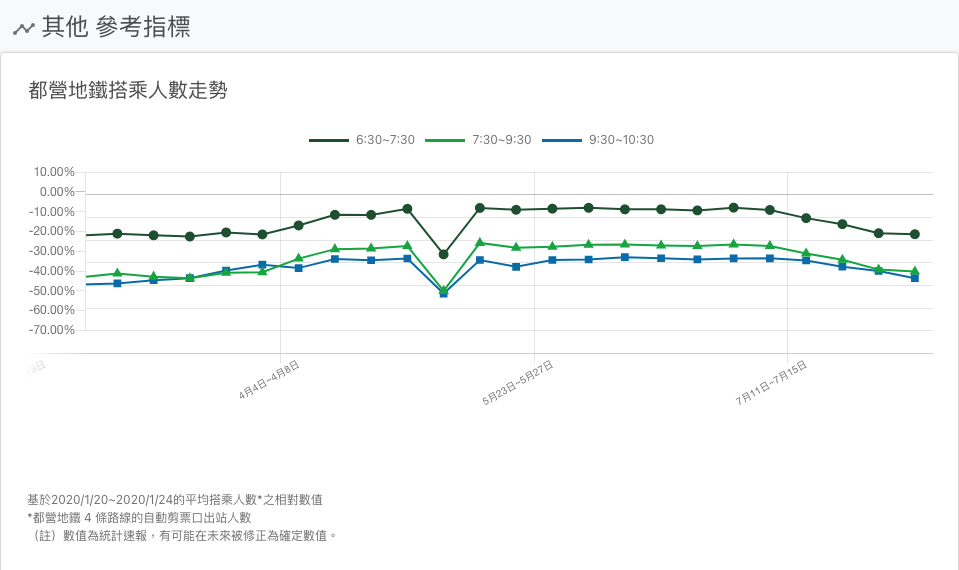 其他 參考指標
都營地鐵搭乘人數走勢
6:30~7:30 7:30~9:30 9:30~10:30
10.00%
0.00%
-10.00%
-20.00%
-30.00%
-40.00%
-50.00%
-60.00%
-70.00%
18日 4月4日~4月8日 5月23日~5月27日 7月11日~7月15日
基於2020/1/20~2020/1/24的平均搭乘人數*之相對數值
*都營地鐵 4 條路線的自動剪票口出站人數
（註）數值為統計速報，有可能在未來被修正為確定數值。